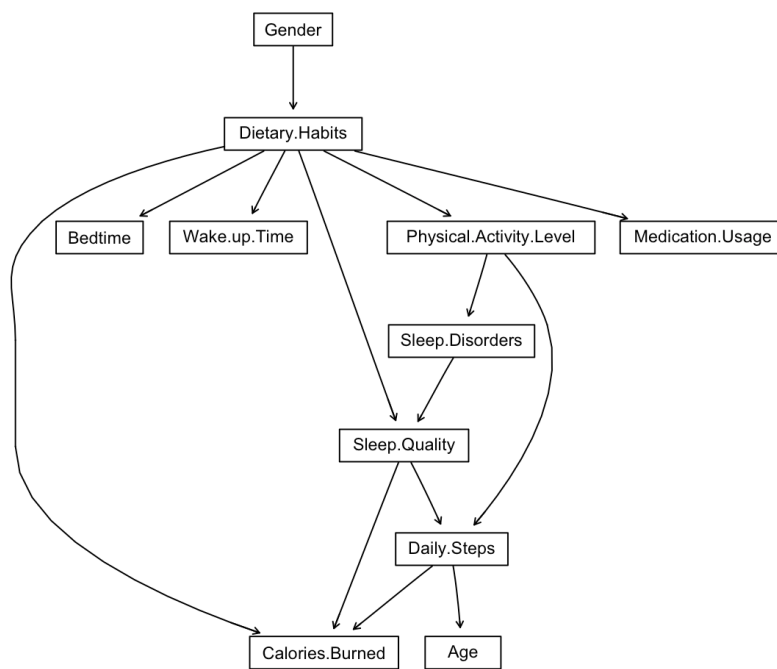 Gender
Dietary.Habits
Bedtime
Wake.up.Time
Physical.Activity.Level
Medication.Usage
Sleep.Disorders
Sleep.Quality
Daily.Steps
Calories.Burned
Age